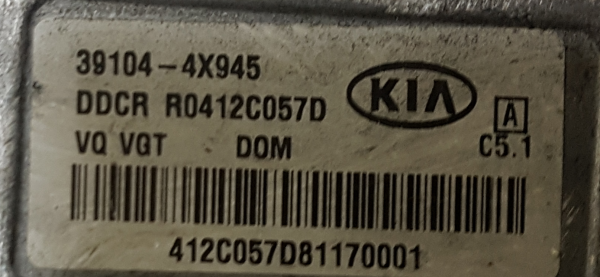 39104-4X945
DDCR R0412C057D
KIA
A
VQ VGT DOM
C5.1
412C057D81170001